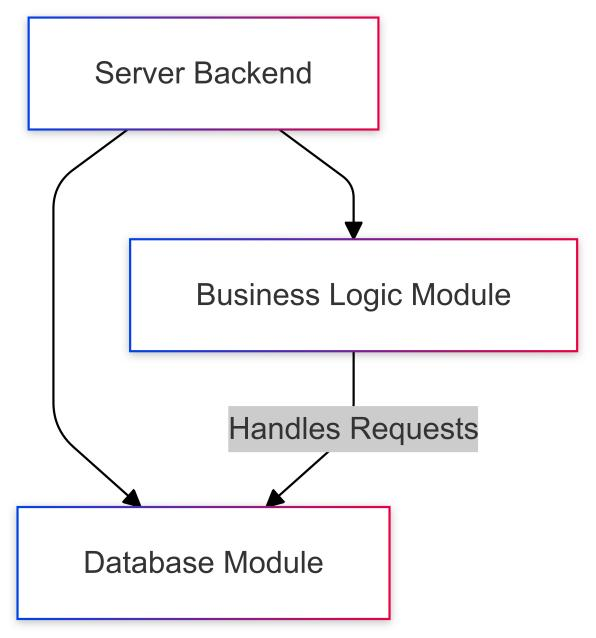 Server Backend
Business Logic Module
Handles Requests
Database Module